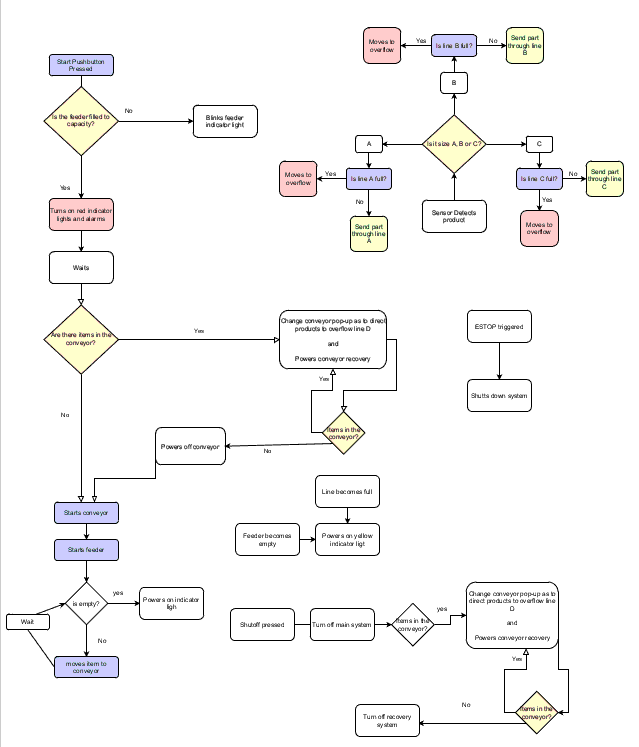 Start Pushbutton
Pressed
Is the feeder filled to
capacity?
No
Blinks feeder
indicator light
Yes
Turns on red indicator
lights and alarms
Waits
Are there items in the
conveyor?
Yes
Change conveyor pop-up as to direct
products to overflow line D
and
Powers conveyor recovery
Yes
Items in the
conveyor?
No
Powers off conveyor
No
Starts conveyor
Starts feeder
is empty?
yes
Powers on indicator
ligh
Wait
No
moves item to
conveyor
Moves to
overflow
Yes
Is line B full?
No
Send part
through line
B
B
Is it size A, B or C?
A
C
Moves to
overflow
Yes
Is line A full?
No
Send part
through line
A
Is line C full?
No
Send part
through line
C
Yes
Moves to
overflow
Sensor Detects
product
ESTOP triggered
Shutts down system
Line becomes full
Feeder becomes
empty
Powers on yellow
indicator ligt
Shutoff pressed
Turn off main system
Items in the
conveyor?
yes
Change conveyor pop-up as to
direct products to overflow line
D
and
Powers conveyor recovery
Yes
Items in the
conveyor?
No
Turn off recovery
system